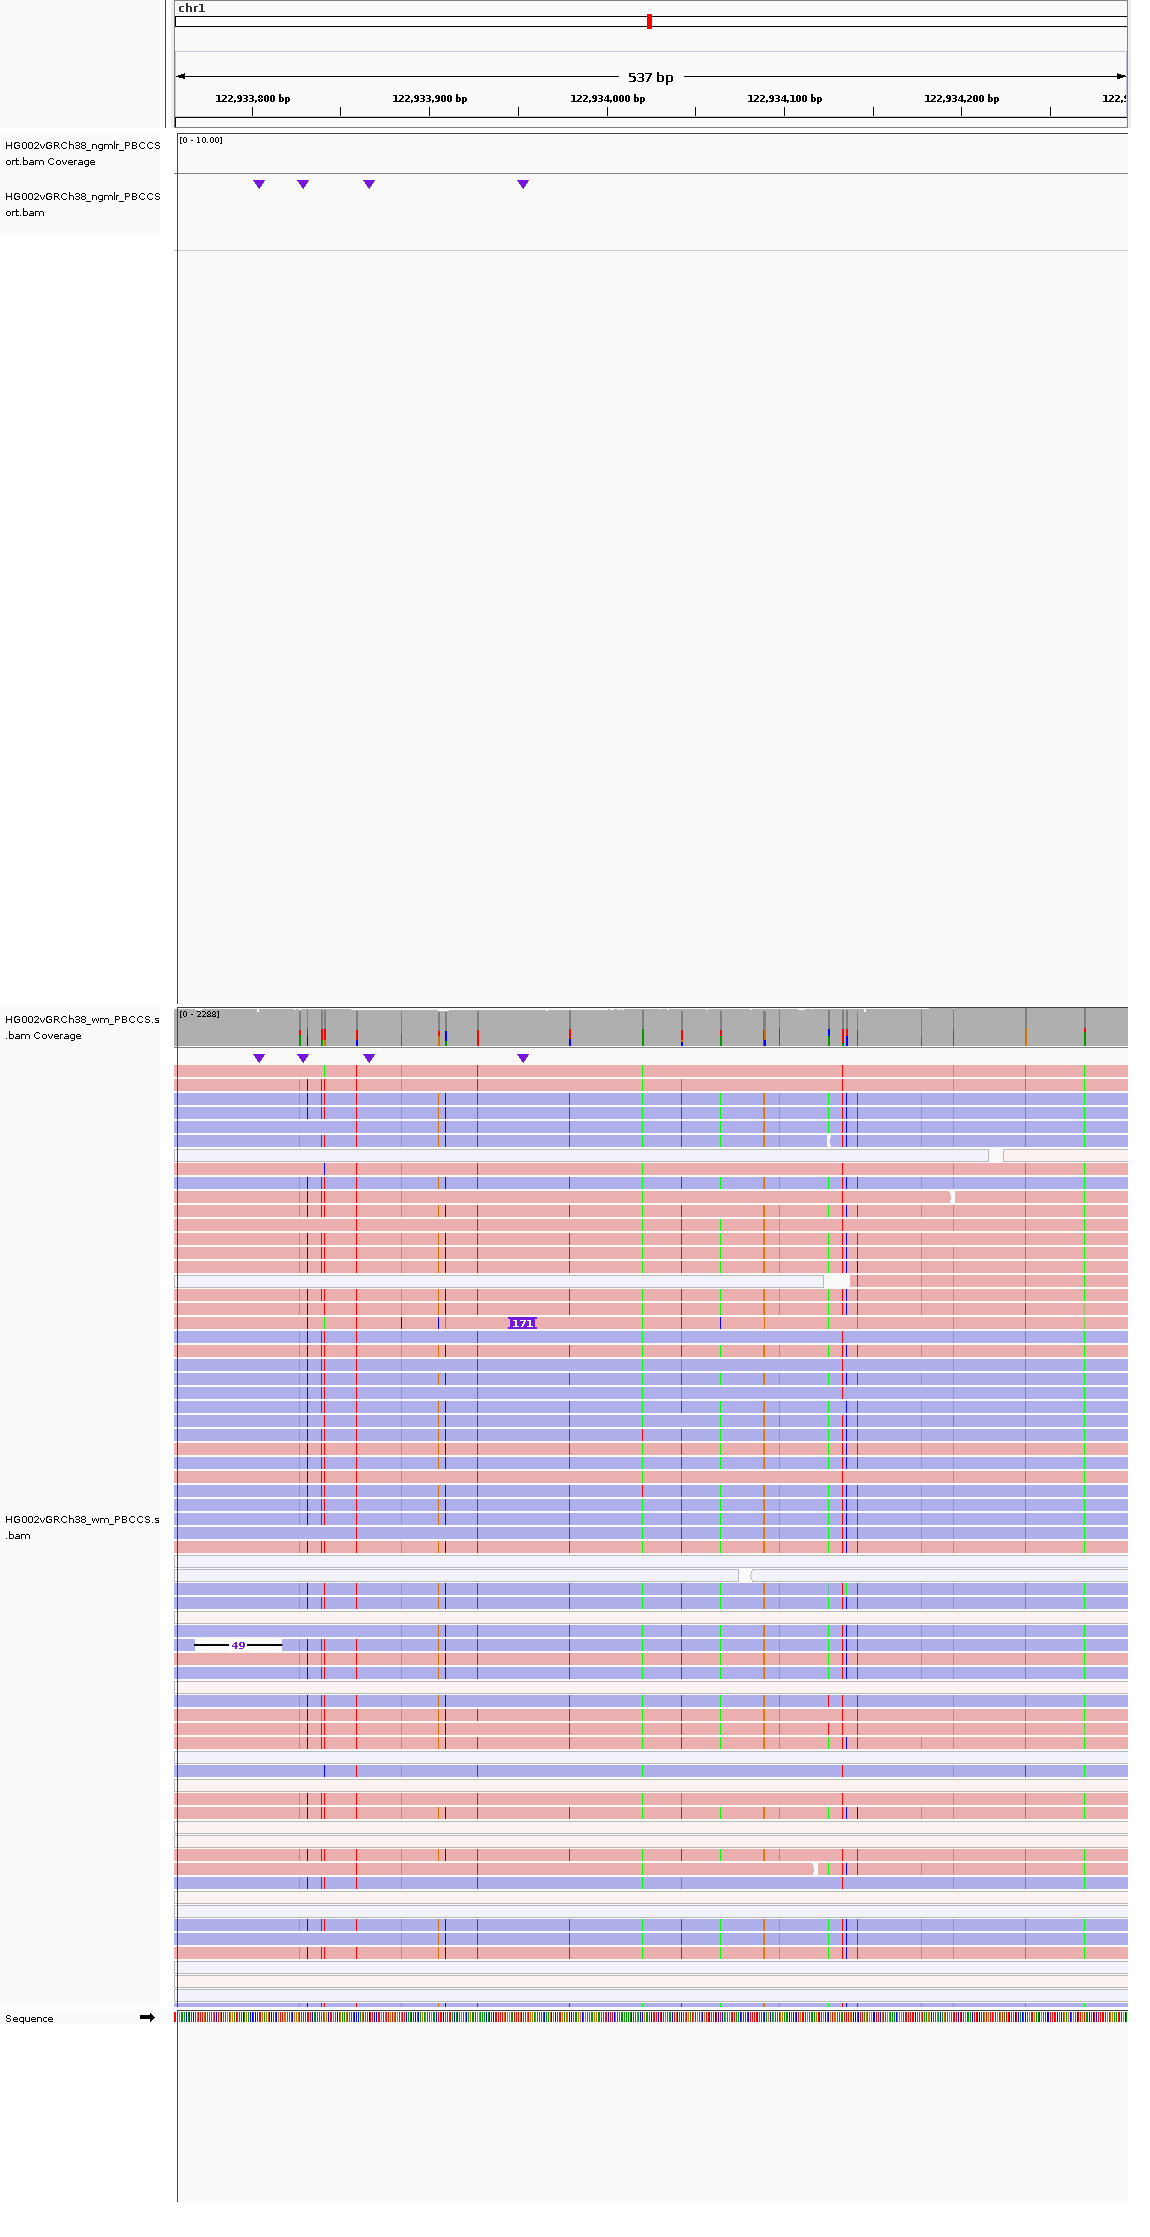 chr1
537 bp
122,933,800 bp 122,933,900 bp 122,934,000 bp 122,934,100 bp 122,934,200 bp 122,9
HG002vGRCh38_ngmlr_PBCCS
ort.bam Coverage
[0 - 10.00]
HG002vGRCh38_ngmlr_PBCCS
ort.bam
HG002vGRCh38_wm_PBCCS.s
.bam Coverage
[0 - 2288]
171
HG002vGRCh38_wm_PBCCS.s
.bam
49
Sequence